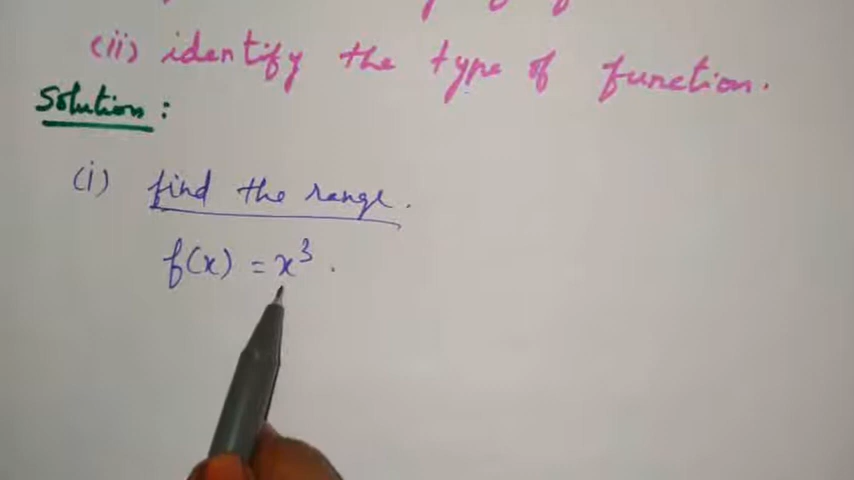 (ii) identify the type of function.
Solution:
(i) find the range.
f(x) = x³.